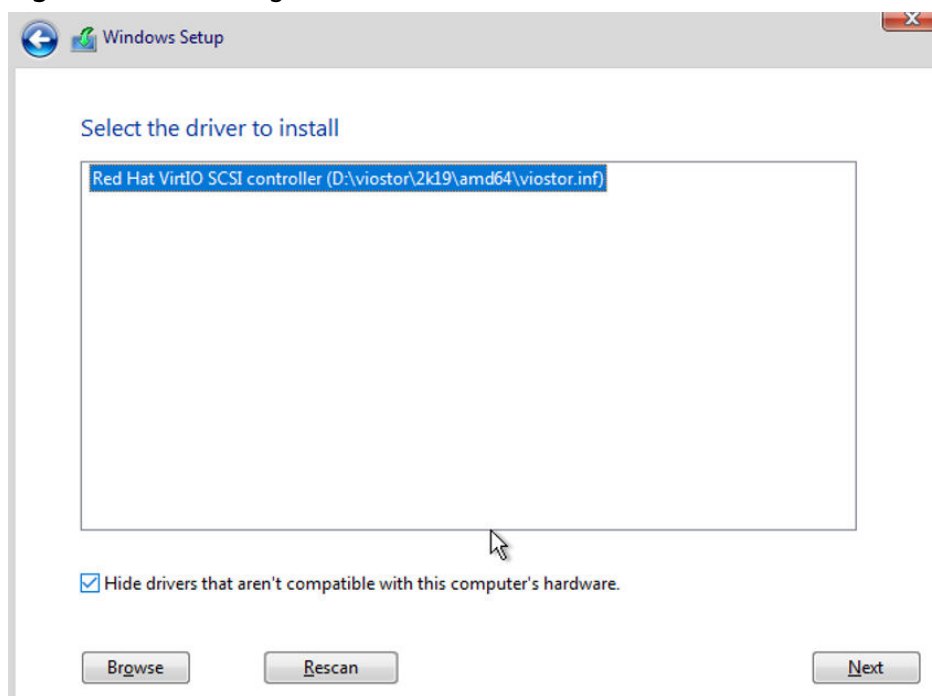 Windows Setup
Select the driver to install
Red Hat VirtIO SCSI controller (D:\viostor\2k19\amd64\viostor.inf)
Hide drivers that aren't compatible with this computer's hardware.
Browse Rescan Next